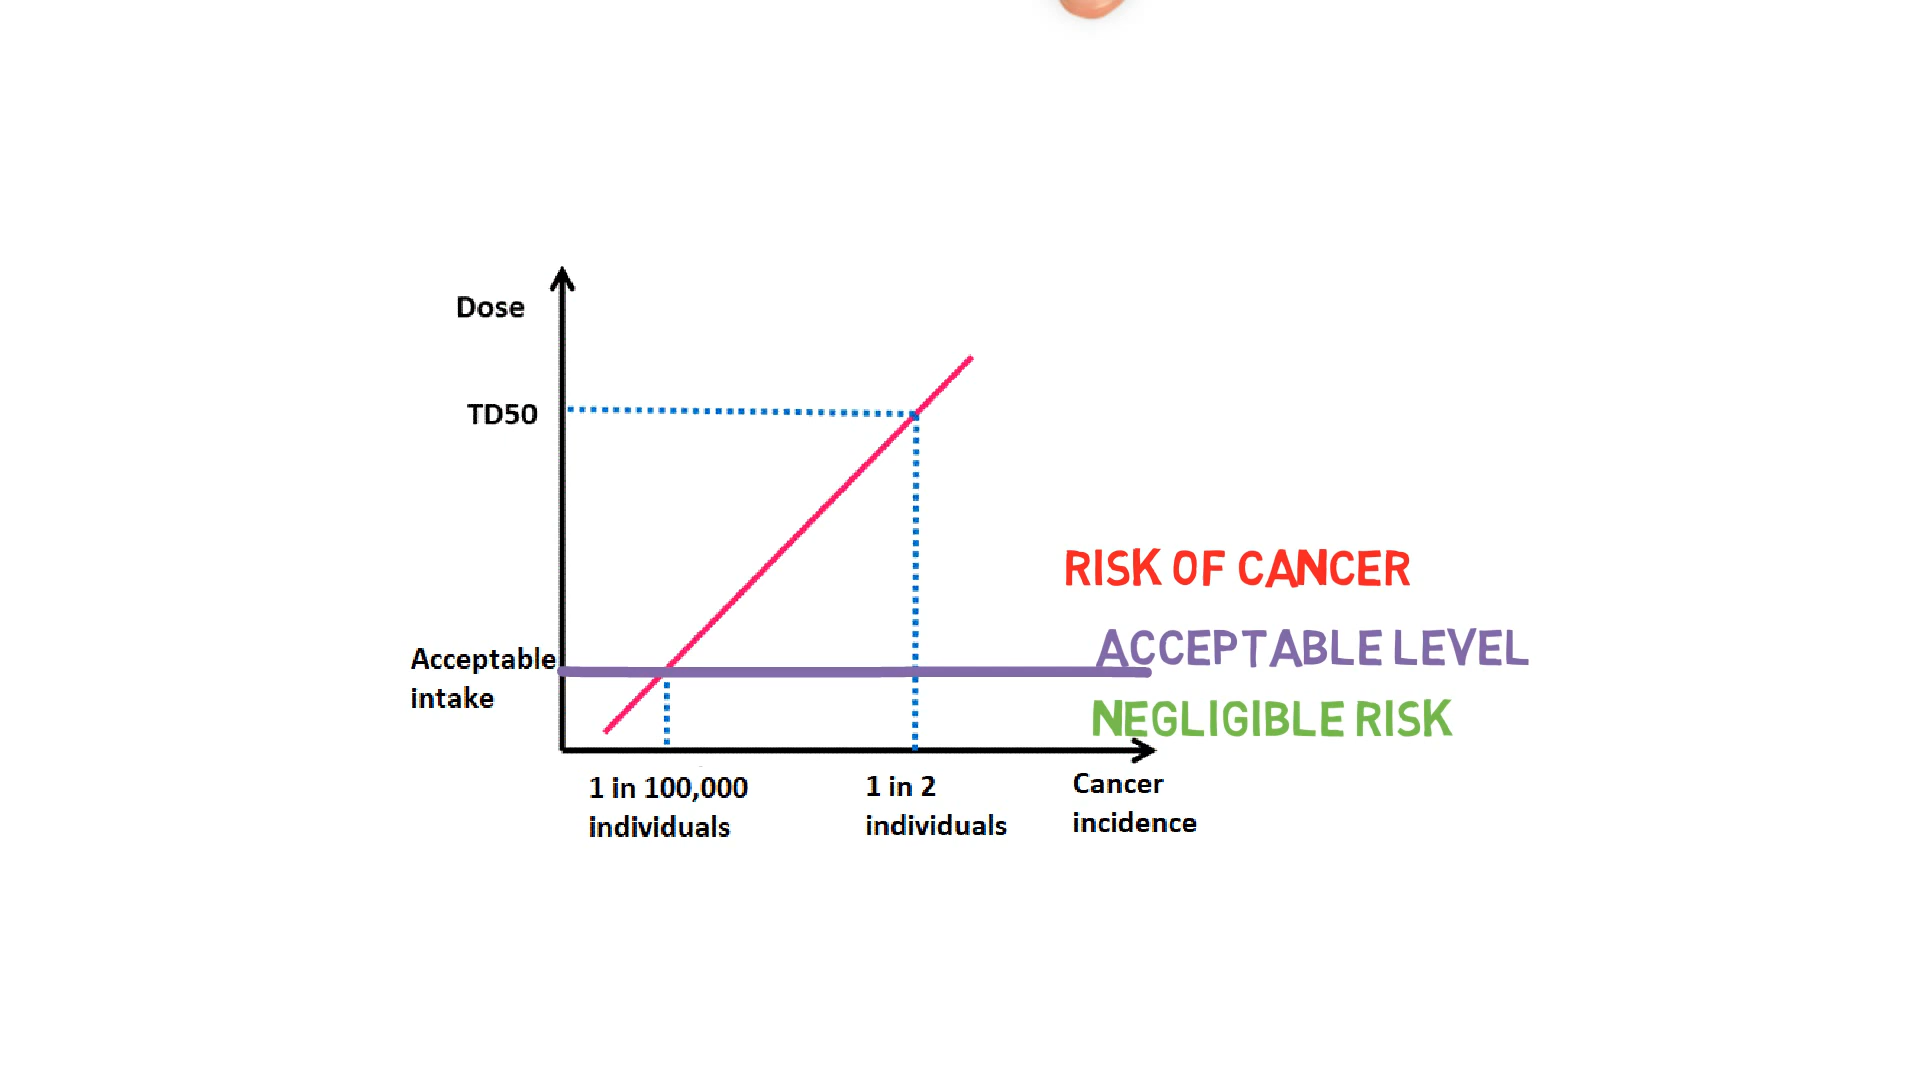 Dose
TD50
RISK OF CANCER
Acceptable
intake
ACCEPTABLE LEVEL
NEGLIGIBLE RISK
1 in 100,000
individuals
1 in 2
individuals
Cancer
incidence